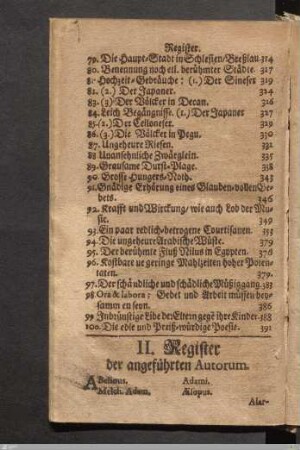 Register.
79. Die Haupt-Stadt in Schlesien/Breßlau 314
80. Benennung noch etl. berühmter Städte. 317
81. Hochzeit-Gebräuche: (1.) Der Sineser 319
82. (2.) Der Japaner. 324
83. (3) Der Völcker in Decan. 326
84. Leich Begängnisse. (1.) Der Japaner 327
85. (2.) Der Ceiloneser. 329
86. (3.) Die Völcker in Pegu. 330
87. Ungeheure Riesen. 332
88 Unansehnliche Zwärglein. 335
89. Grausame Durst-Plage. 338
90. Grosse Hungers-Noth. 343
91. Gnädige Erhörung eines Glauben-vollen Ge-
bets. 346
92. Krafft und Würckung/ wie auch Lob der Mu-
sic. 349
93. Ein paar redlich-betrogene Courtisanen. 353
94. Die ungeheure Arabische Wüste. 379
95. Der berühmte Fluß Nilus in Egypten. 376
96. Kostbare uñ geringe Mahlzeiten hoher Poten-
taten. 379.
97. Der schändliche und schädliche Müßiggang 383
98. Ora & labora: Gebet und Arbeit müssen bey-
samm en seyn. 386
99 Inbrünstige Libe der Eltern gegẽ ihre Kinder 388
100. Die edle und Preiß-würdige Poesie. 391
II. Register
der angeführten Autorum.
ABelinus. Adami.
Melch. Adam. Æsopus.
Alar-